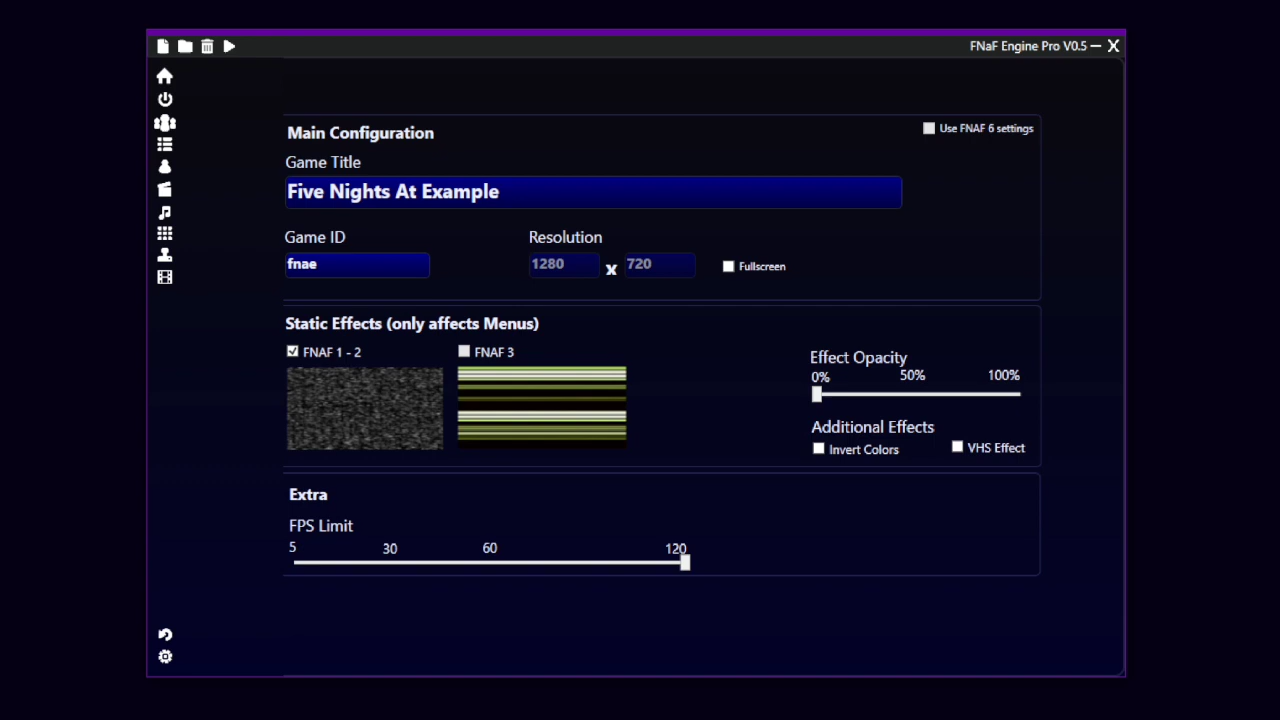 FNaF Engine Pro V0.5
Main Configuration
Use FNAF 6 settings
Game Title
Five Nights At Example
Game ID
Resolution
fnae
1280 x 720
Fullscreen
Static Effects (only affects Menus)
FNAF 1 - 2
FNAF 3
Effect Opacity
0% 50% 100%
Additional Effects
Invert Colors
VHS Effect
Extra
FPS Limit
5 30 60 120